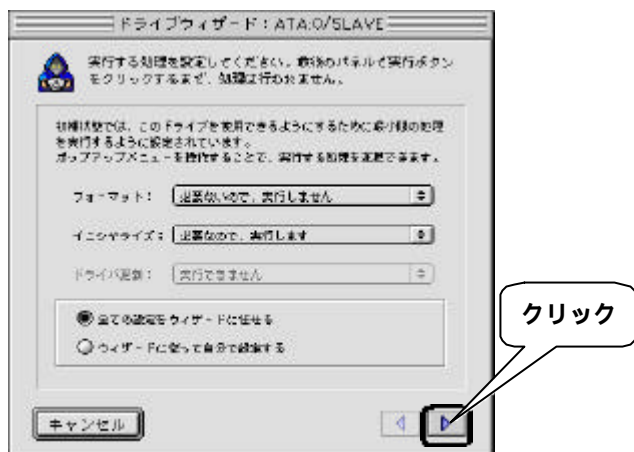 ドライブウィザード：ATA:0/SLAVE
実行する処理を設定してください。最後のパネルで実行ボタン
をクリックするまで、処理は行われません。
初期状態では、このドライブを使用できるようにするために最小限の処理
を実行するように設定されています。
ポップアップメニューを操作することで、実行する処理を変更できます。
フォーマット： 必要ないので、実行しません
イニシャライズ： 必要なので、実行します
ドライバ更新： 実行できません
全ての設定をウィザードに任せる
ウィザードに従って自分で設定する
クリック
キャンセル